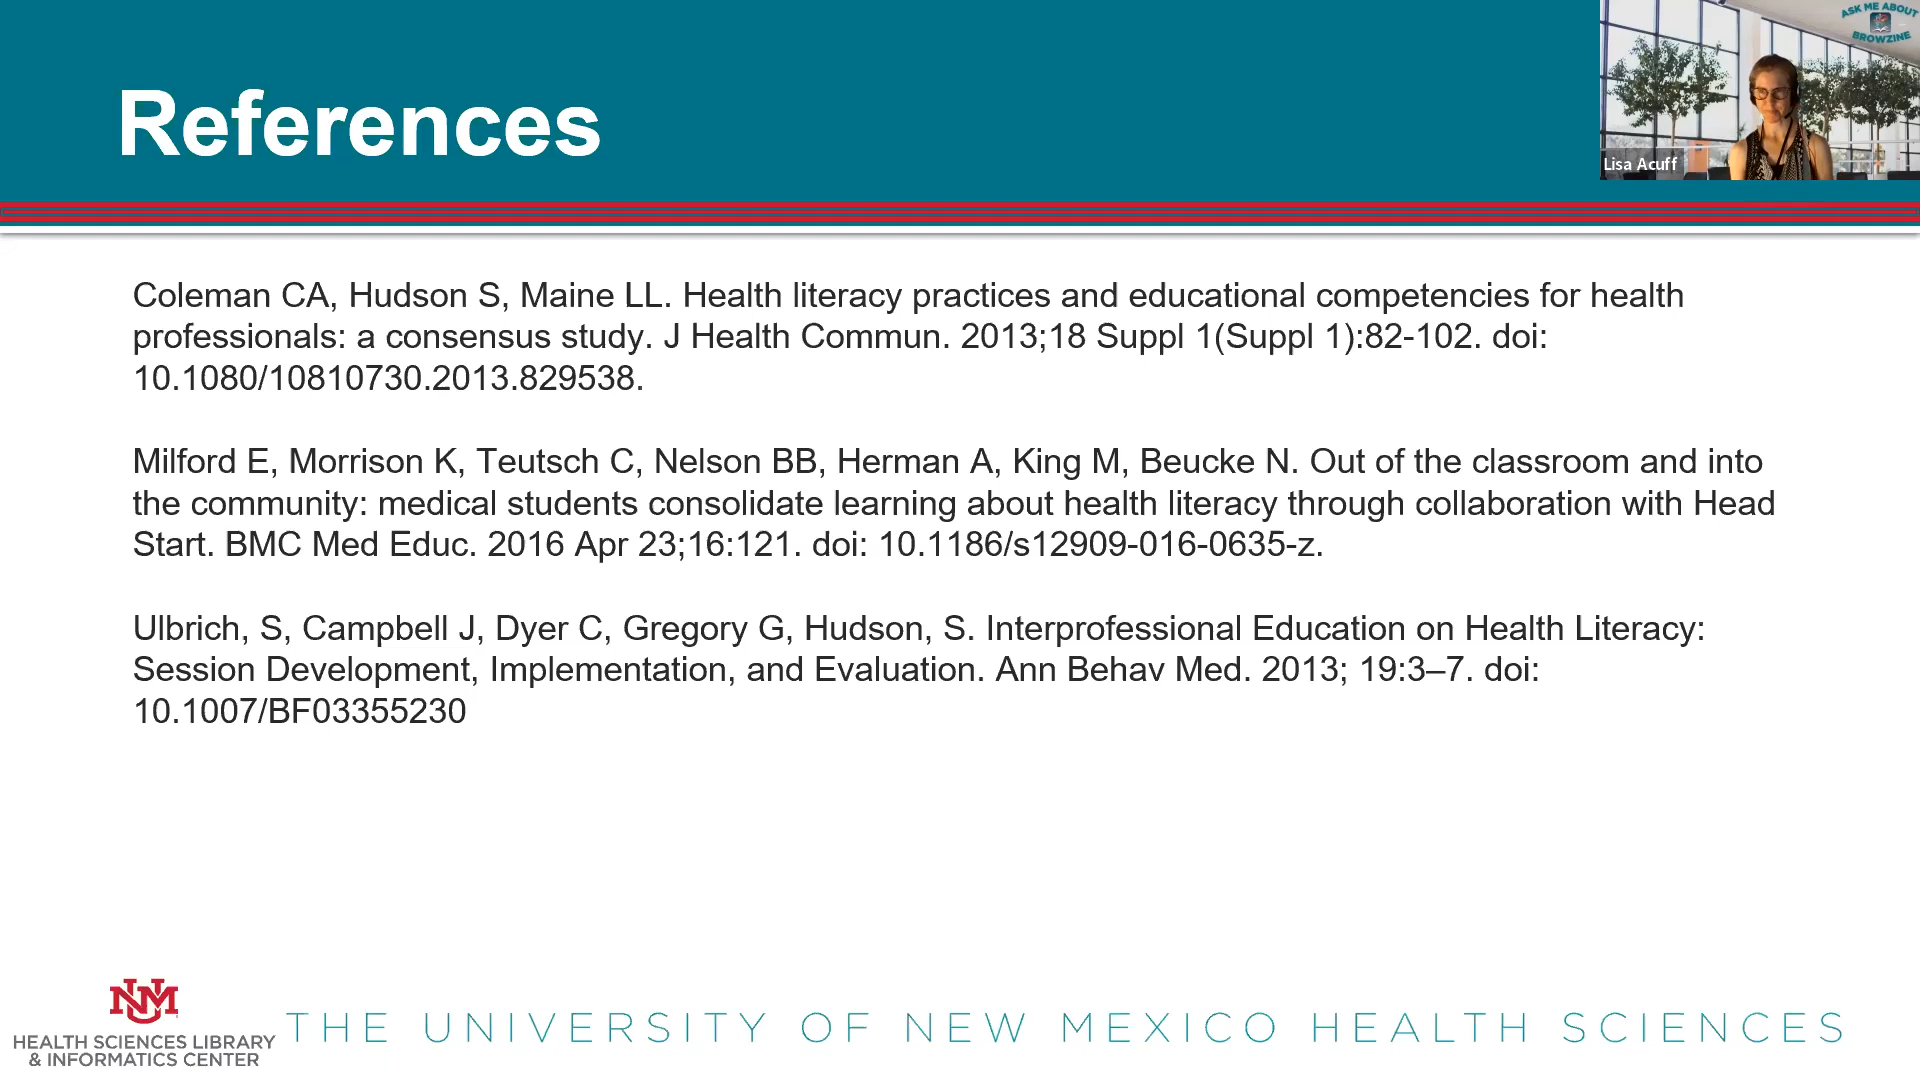 References
ASK ME ABOUT
BROWZINE
Lisa Acuff
Coleman CA, Hudson S, Maine LL. Health literacy practices and educational competencies for health
professionals: a consensus study. J Health Commun. 2013;18 Suppl 1(Suppl 1):82-102. doi:
10.1080/10810730.2013.829538.
Milford E, Morrison K, Teutsch C, Nelson BB, Herman A, King M, Beucke N. Out of the classroom and into
the community: medical students consolidate learning about health literacy through collaboration with Head
Start. BMC Med Educ. 2016 Apr 23;16:121. doi: 10.1186/s12909-016-0635-z.
Ulbrich, S, Campbell J, Dyer C, Gregory G, Hudson, S. Interprofessional Education on Health Literacy:
Session Development, Implementation, and Evaluation. Ann Behav Med. 2013; 19:3–7. doi:
10.1007/BF03355230
UNM
HEALTH SCIENCES LIBRARY
& INFORMATICS CENTER
THE UNIVERSITY OF NEW MEXICO HEALTH SCIENCES